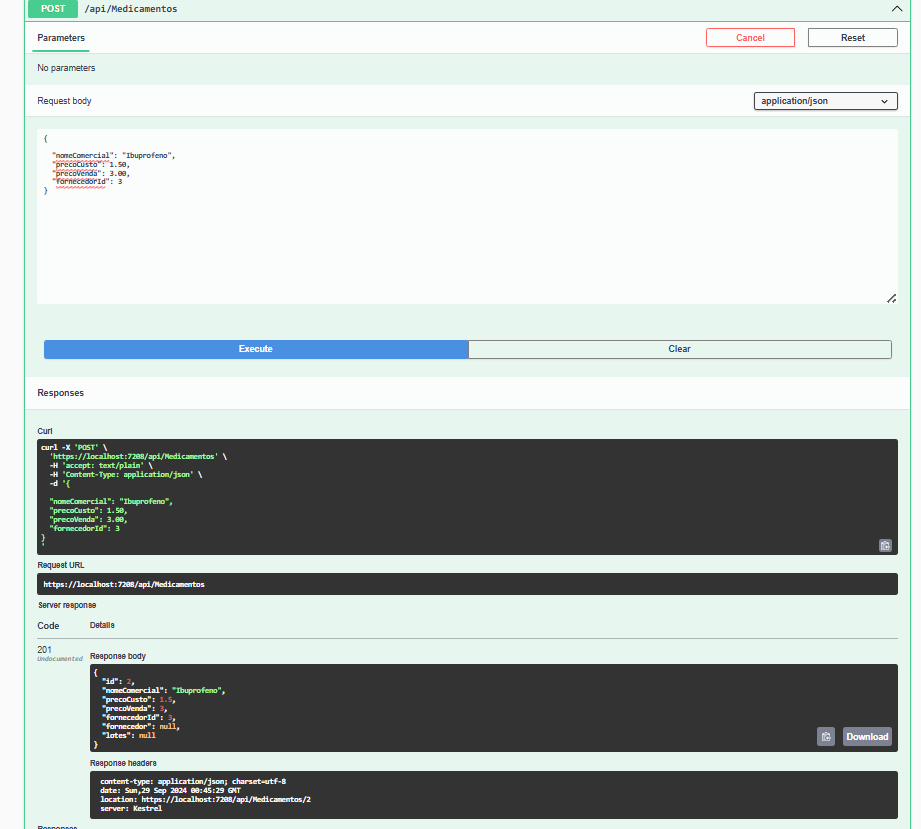 POST /api/Medicamentos
Parameters
Cancel
Reset
No parameters
Request body
application/json
{
"nomeComercial": "Ibuprofeno",
"precoCusto": 1.50,
"precoVenda": 3.00,
"fornecedorId": 3
}
Execute
Clear
Responses
Curl
curl -X 'POST' \
'https://localhost:7208/api/Medicamentos' \
-H 'accept: text/plain' \
-H 'Content-Type: application/json' \
-d '{
"nomeComercial": "Ibuprofeno",
"precoCusto": 1.50,
"precoVenda": 3.00,
"fornecedorId": 3
}
'
Request URL
https://localhost:7208/api/Medicamentos
Server response
Code Details
201
Undocumented
Response body
{
"id": 2,
"nomeComercial": "Ibuprofeno",
"precoCusto": 1.5,
"precoVenda": 3,
"fornecedorId": 3,
"fornecedor": null,
"lotes": null
}
Download
Response headers
content-type: application/json; charset=utf-8
date: Sun,29 Sep 2024 00:45:29 GMT
location: https://localhost:7208/api/Medicamentos/2
server: Kestrel
Responses